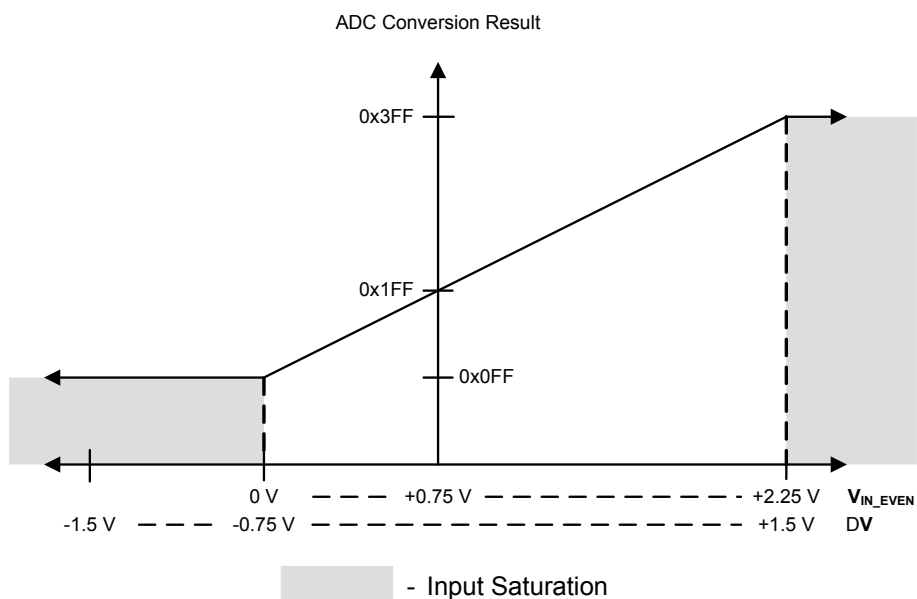 ADC Conversion Result
0x3FF
0x1FF
0x0FF
0 V +0.75 V +2.25 V VIN_EVEN
-1.5 V -0.75 V +1.5 V DV
- Input Saturation